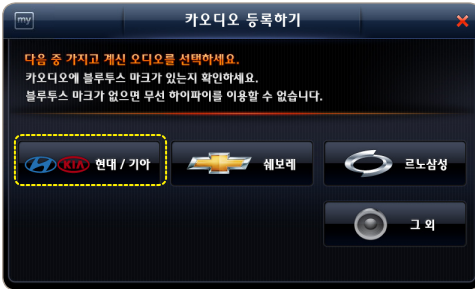 my
카오디오 등록하기
다음 중 가지고 계신 오디오를 선택하세요.
카오디오에 블루투스 마크가 있는지 확인하세요.
블루투스 마크가 없으면 무선 하이파이를 이용할 수 없습니다.
KIA 현대 / 기아
쉐보레
르노삼성
그 외